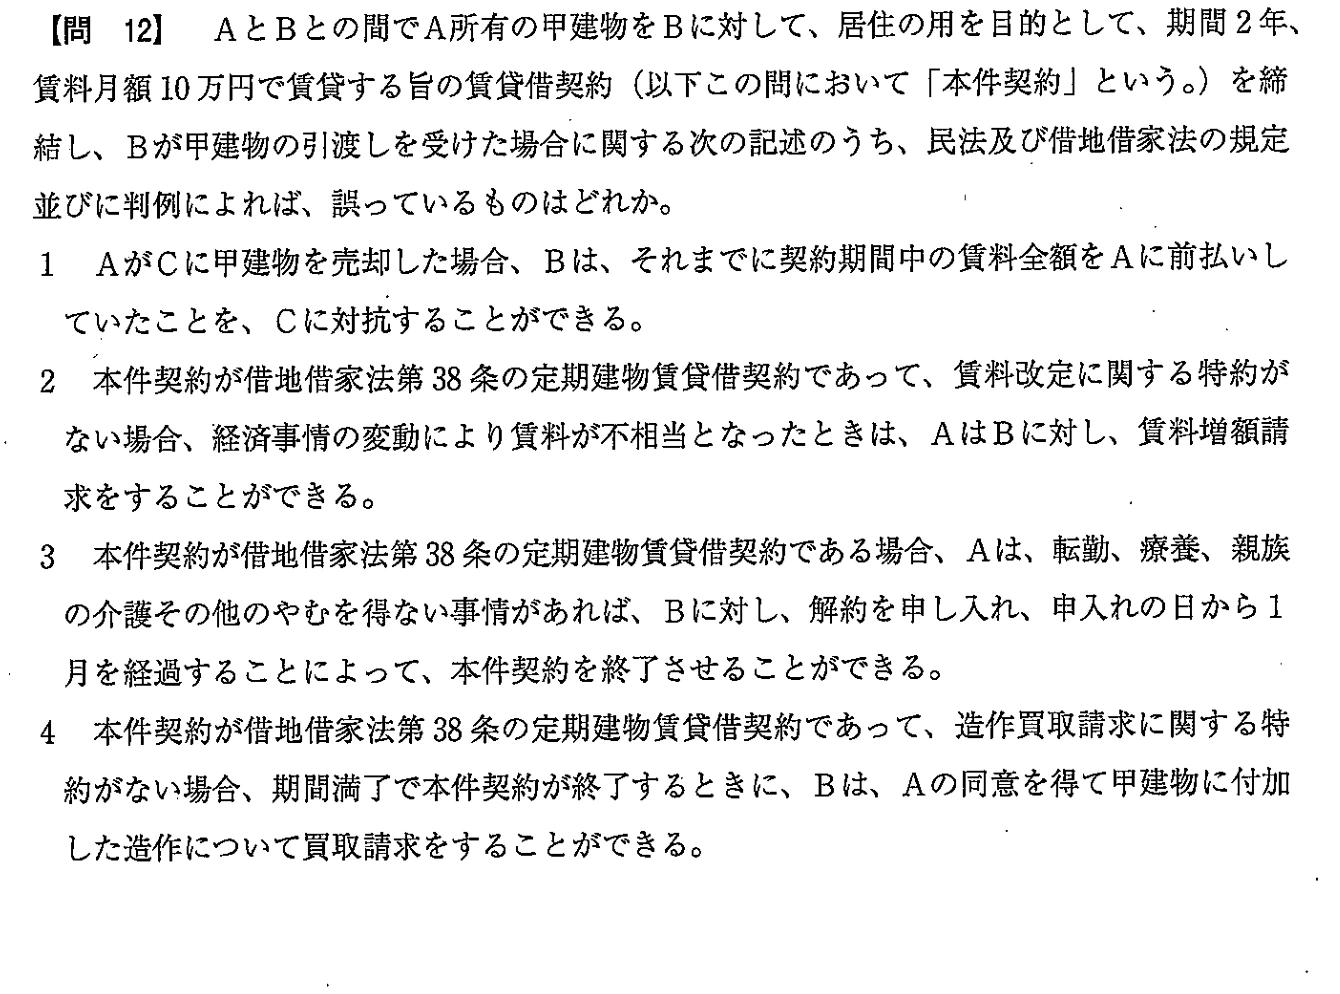 【問　12】　ＡとＢとの間でＡ所有の甲建物をＢに対して、居住の用を目的として、期間２年、
賃料月額10万円で賃貸する旨の賃貸借契約（以下この問において「本件契約」という。）を締
結し、Ｂが甲建物の引渡しを受けた場合に関する次の記述のうち、民法及び借地借家法の規定
並びに判例によれば、誤っているものはどれか。
1　ＡがＣに甲建物を売却した場合、Ｂは、それまでに契約期間中の賃料全額をＡに前払いし
ていたことを、Ｃに対抗することができる。
2　本件契約が借地借家法第38条の定期建物賃貸借契約であって、賃料改定に関する特約が
ない場合、経済事情の変動により賃料が不相当となったときは、ＡはＢに対し、賃料増額請
求をすることができる。
3　本件契約が借地借家法第38条の定期建物賃貸借契約である場合、Ａは、転勤、療養、親族
の介護その他のやむを得ない事情があれば、Ｂに対し、解約を申し入れ、申入れの日から１
月を経過することによって、本件契約を終了させることができる。
4　本件契約が借地借家法第38条の定期建物賃貸借契約であって、造作買取請求に関する特
約がない場合、期間満了で本件契約が終了するときに、Ｂは、Ａの同意を得て甲建物に付加
した造作について買取請求をすることができる。